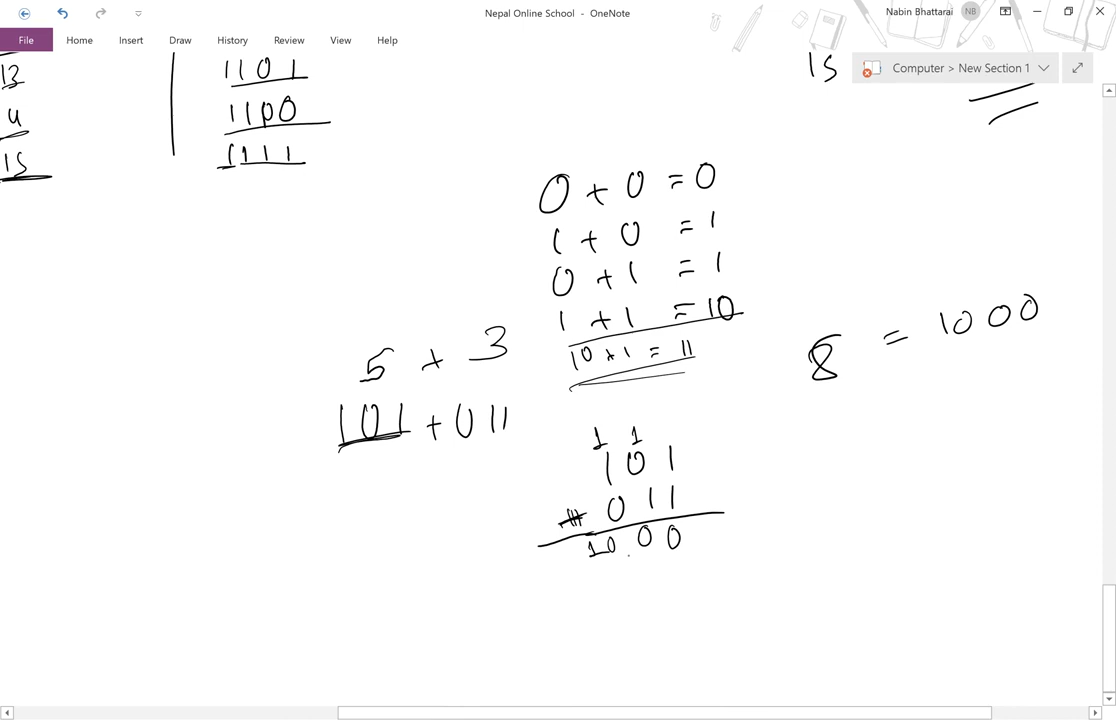 Nepal Online School - OneNote
Nabin Bhattarai NB
File Home Insert Draw History Review View Help
Computer > New Section 1
13
1101
15
4
1100
15
1111
0 + 0 = 0
1 + 0 = 1
0 + 1 = 1
1 + 1 = 10
10 + 1 = 11
5 + 3
8 = 1000
101 + 011
1 1
101
011
1000